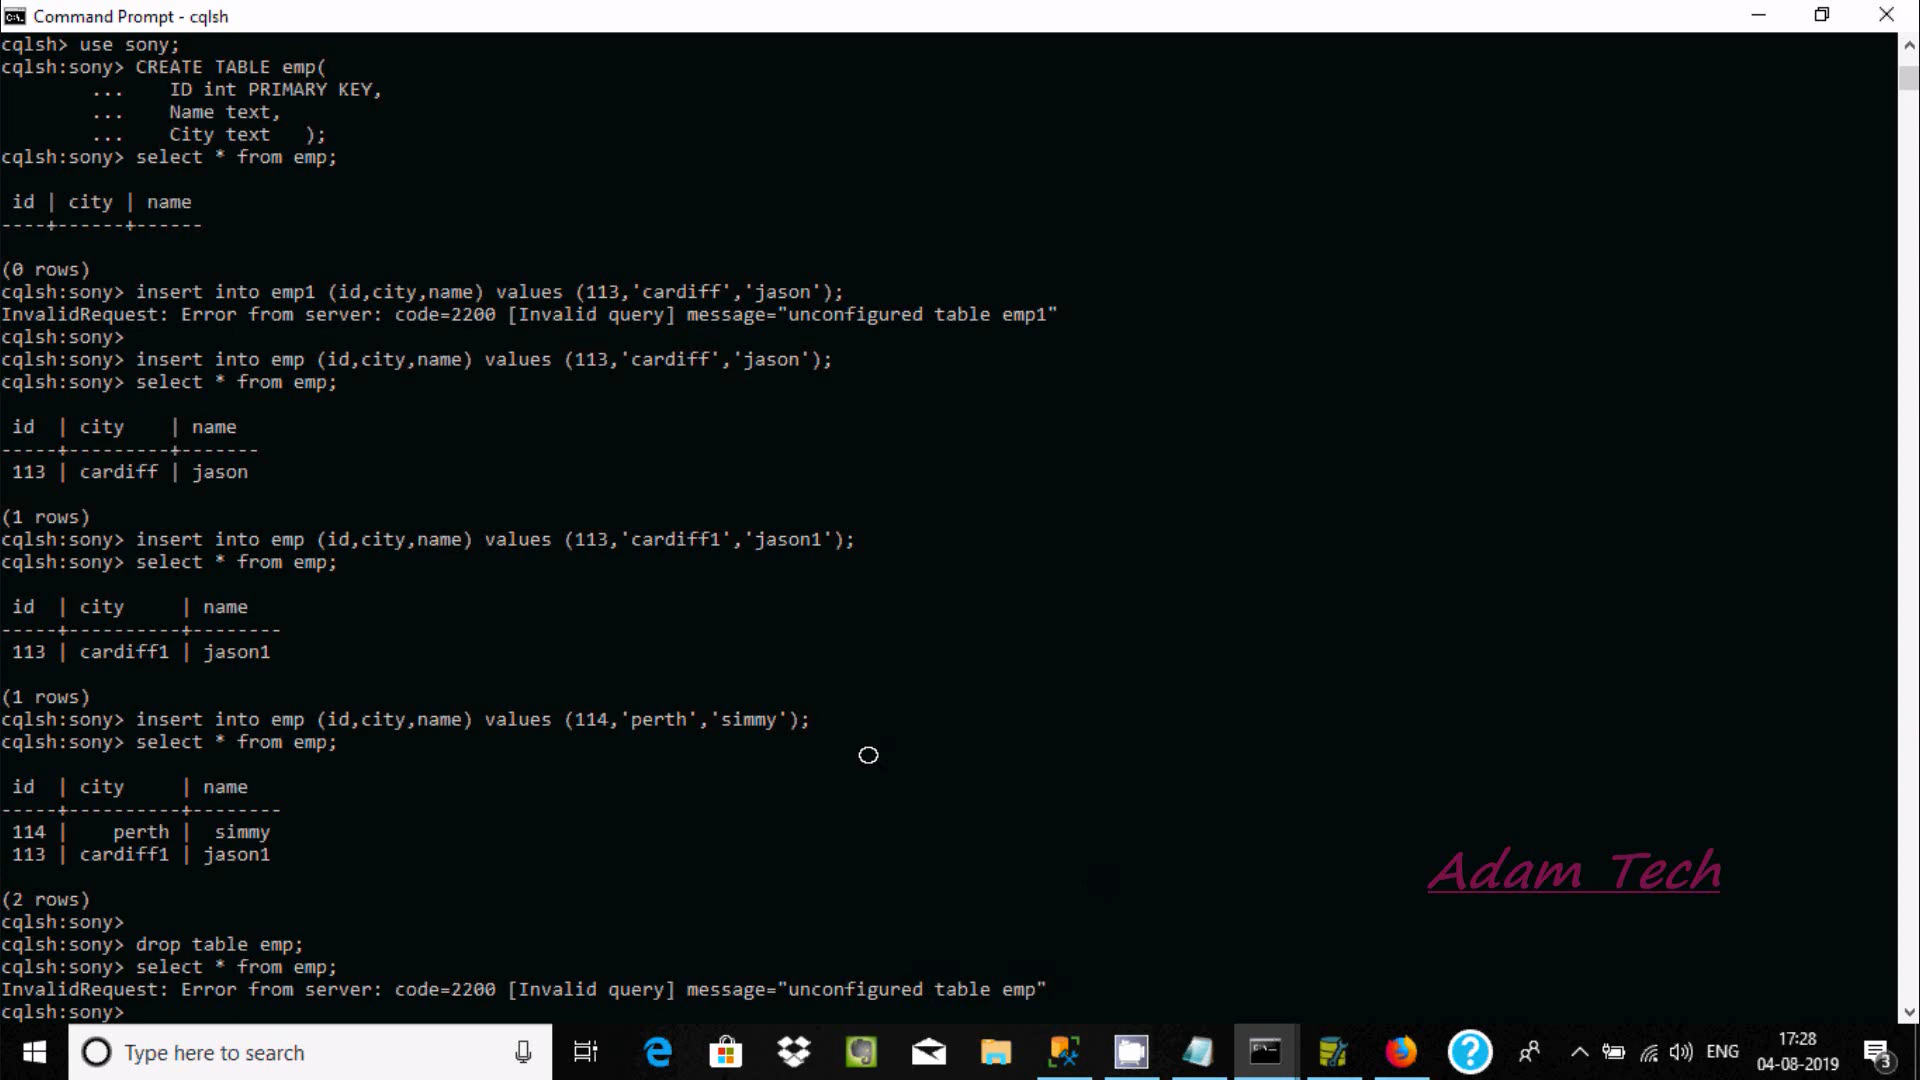 Command Prompt - cqlsh
cqlsh> use sony;
cqlsh:sony> CREATE TABLE emp(
        ...    ID int PRIMARY KEY,
        ...    Name text,
        ...    City text   );
cqlsh:sony> select * from emp;
 id | city | name
----+------+------
(0 rows)
cqlsh:sony> insert into emp1 (id,city,name) values (113,'cardiff','jason');
InvalidRequest: Error from server: code=2200 [Invalid query] message="unconfigured table emp1"
cqlsh:sony>
cqlsh:sony> insert into emp (id,city,name) values (113,'cardiff','jason');
cqlsh:sony> select * from emp;
 id  | city    | name
-----+---------+-------
 113 | cardiff | jason
(1 rows)
cqlsh:sony> insert into emp (id,city,name) values (113,'cardiff1','jason1');
cqlsh:sony> select * from emp;
 id  | city     | name
-----+----------+--------
 113 | cardiff1 | jason1
(1 rows)
cqlsh:sony> insert into emp (id,city,name) values (114,'perth','simmy');
cqlsh:sony> select * from emp;
 id  | city     | name
-----+----------+--------
 114 |    perth |  simmy
 113 | cardiff1 | jason1
(2 rows)
cqlsh:sony>
cqlsh:sony> drop table emp;
cqlsh:sony> select * from emp;
InvalidRequest: Error from server: code=2200 [Invalid query] message="unconfigured table emp"
cqlsh:sony>
Adam Tech
Type here to search
ENG
17:28
04-08-2019
3